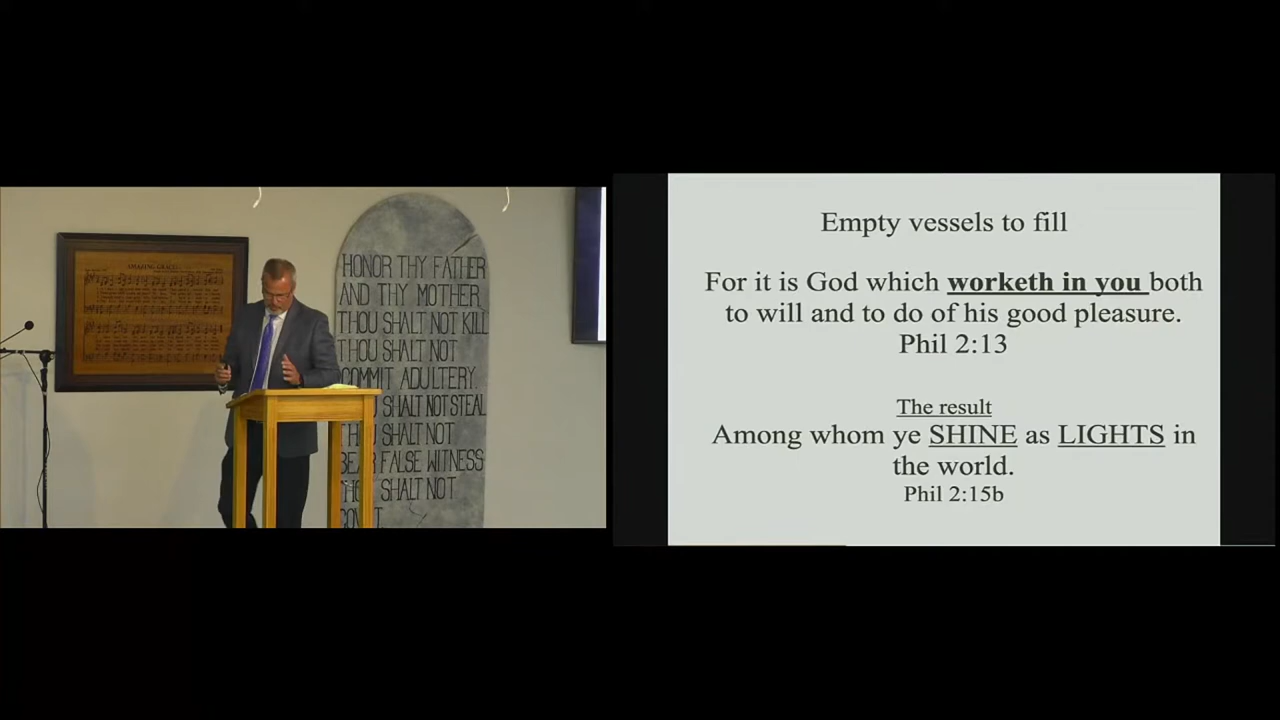 AMAZING GRACE
HONOR THY FATHER
AND THY MOTHER
THOU SHALT NOT KILL
THOU SHALT NOT
COMMIT ADULTERY.
SHALT NOT STEAL
SHALT NOT
BEAR FALSE WITNESS
SHALT NOT
Empty vessels to fill
For it is God which worketh in you both
to will and to do of his good pleasure.
Phil 2:13
The result
Among whom ye SHINE as LIGHTS in
the world.
Phil 2:15b